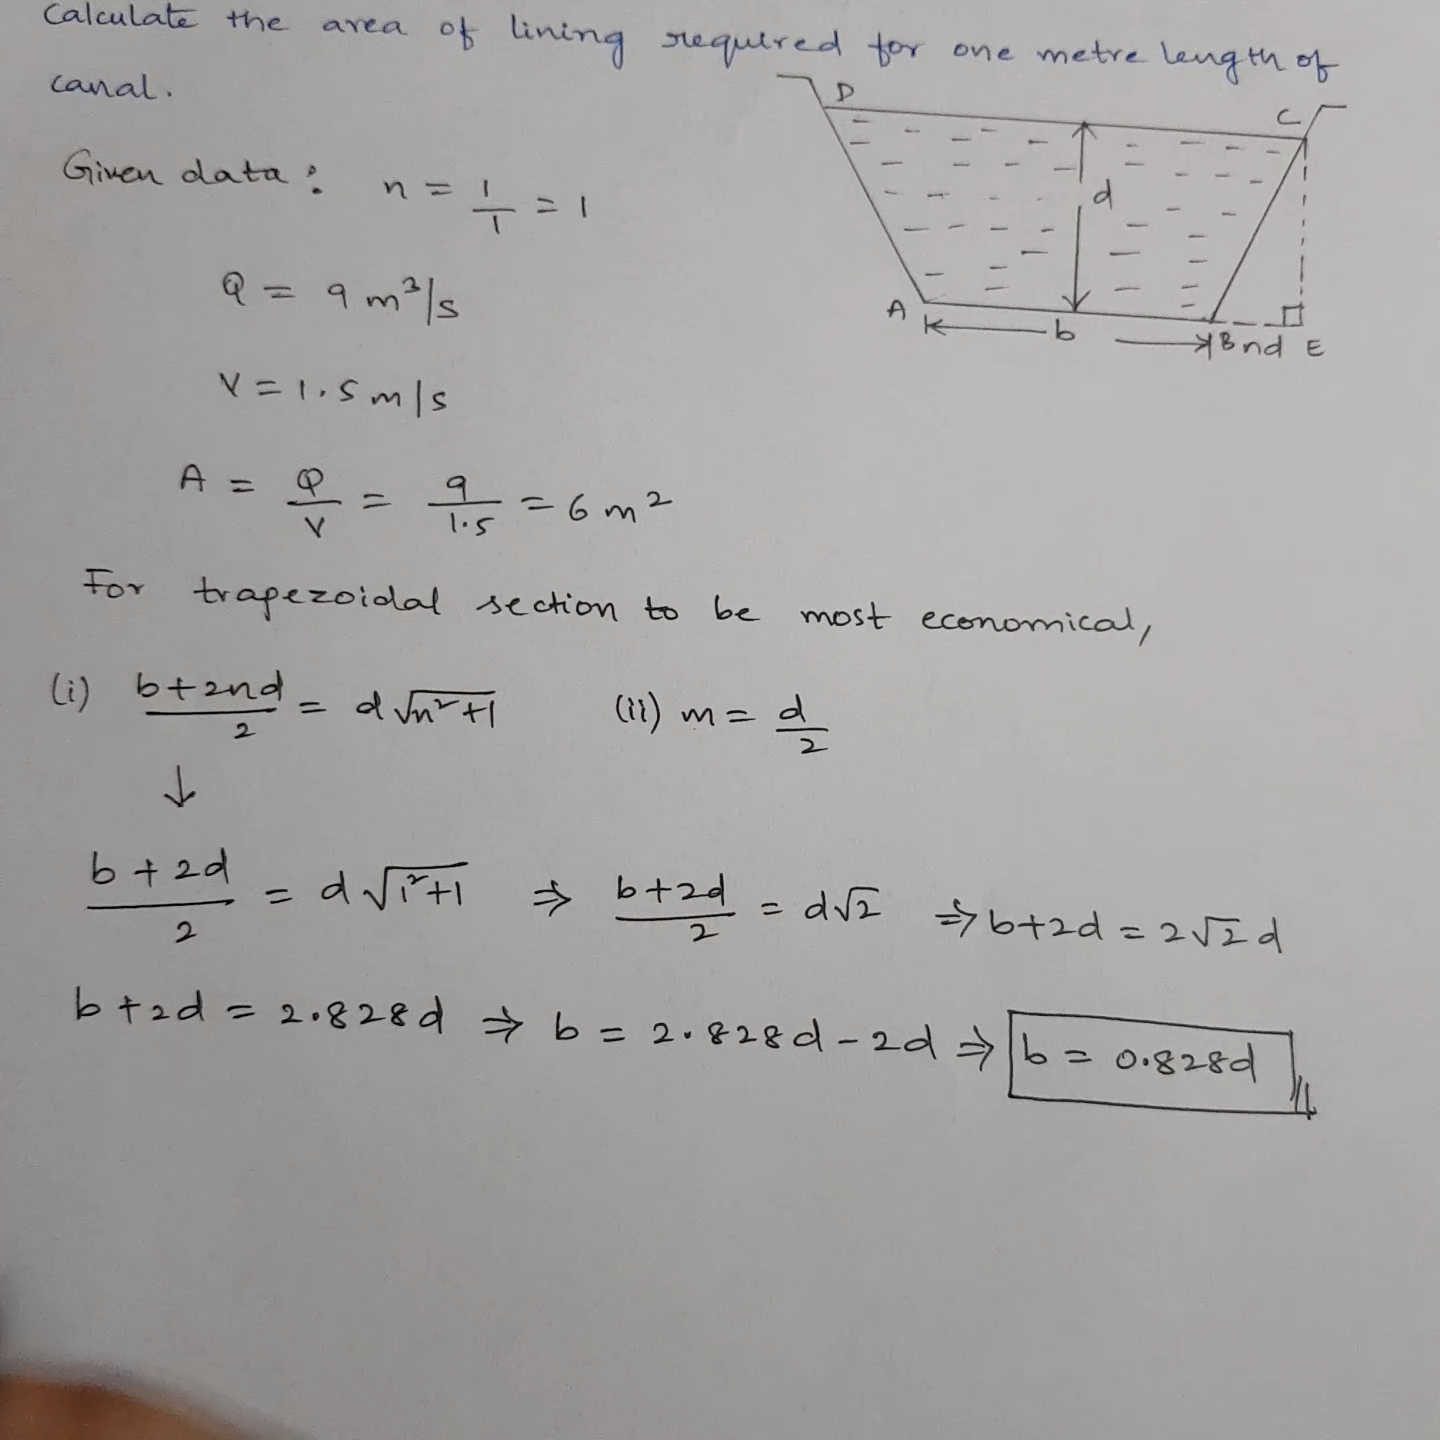 Calculate the area of lining required for one metre length of
canal.
D
C
Given data: n = 1/1 = 1
d
Q = 9 m³/s
A
b
B nd E
V = 1.5 m/s
A = Q/V = 9/1.5 = 6 m²
For trapezoidal section to be most economical,
(i) b+2nd/2 = d√n²+1 (ii) m = d/2
↓
b+2d/2 = d√1²+1 ⇒ b+2d/2 = d√2 ⇒ b+2d = 2√2 d
b+2d = 2.828d ⇒ b = 2.828d - 2d ⇒ b = 0.828d